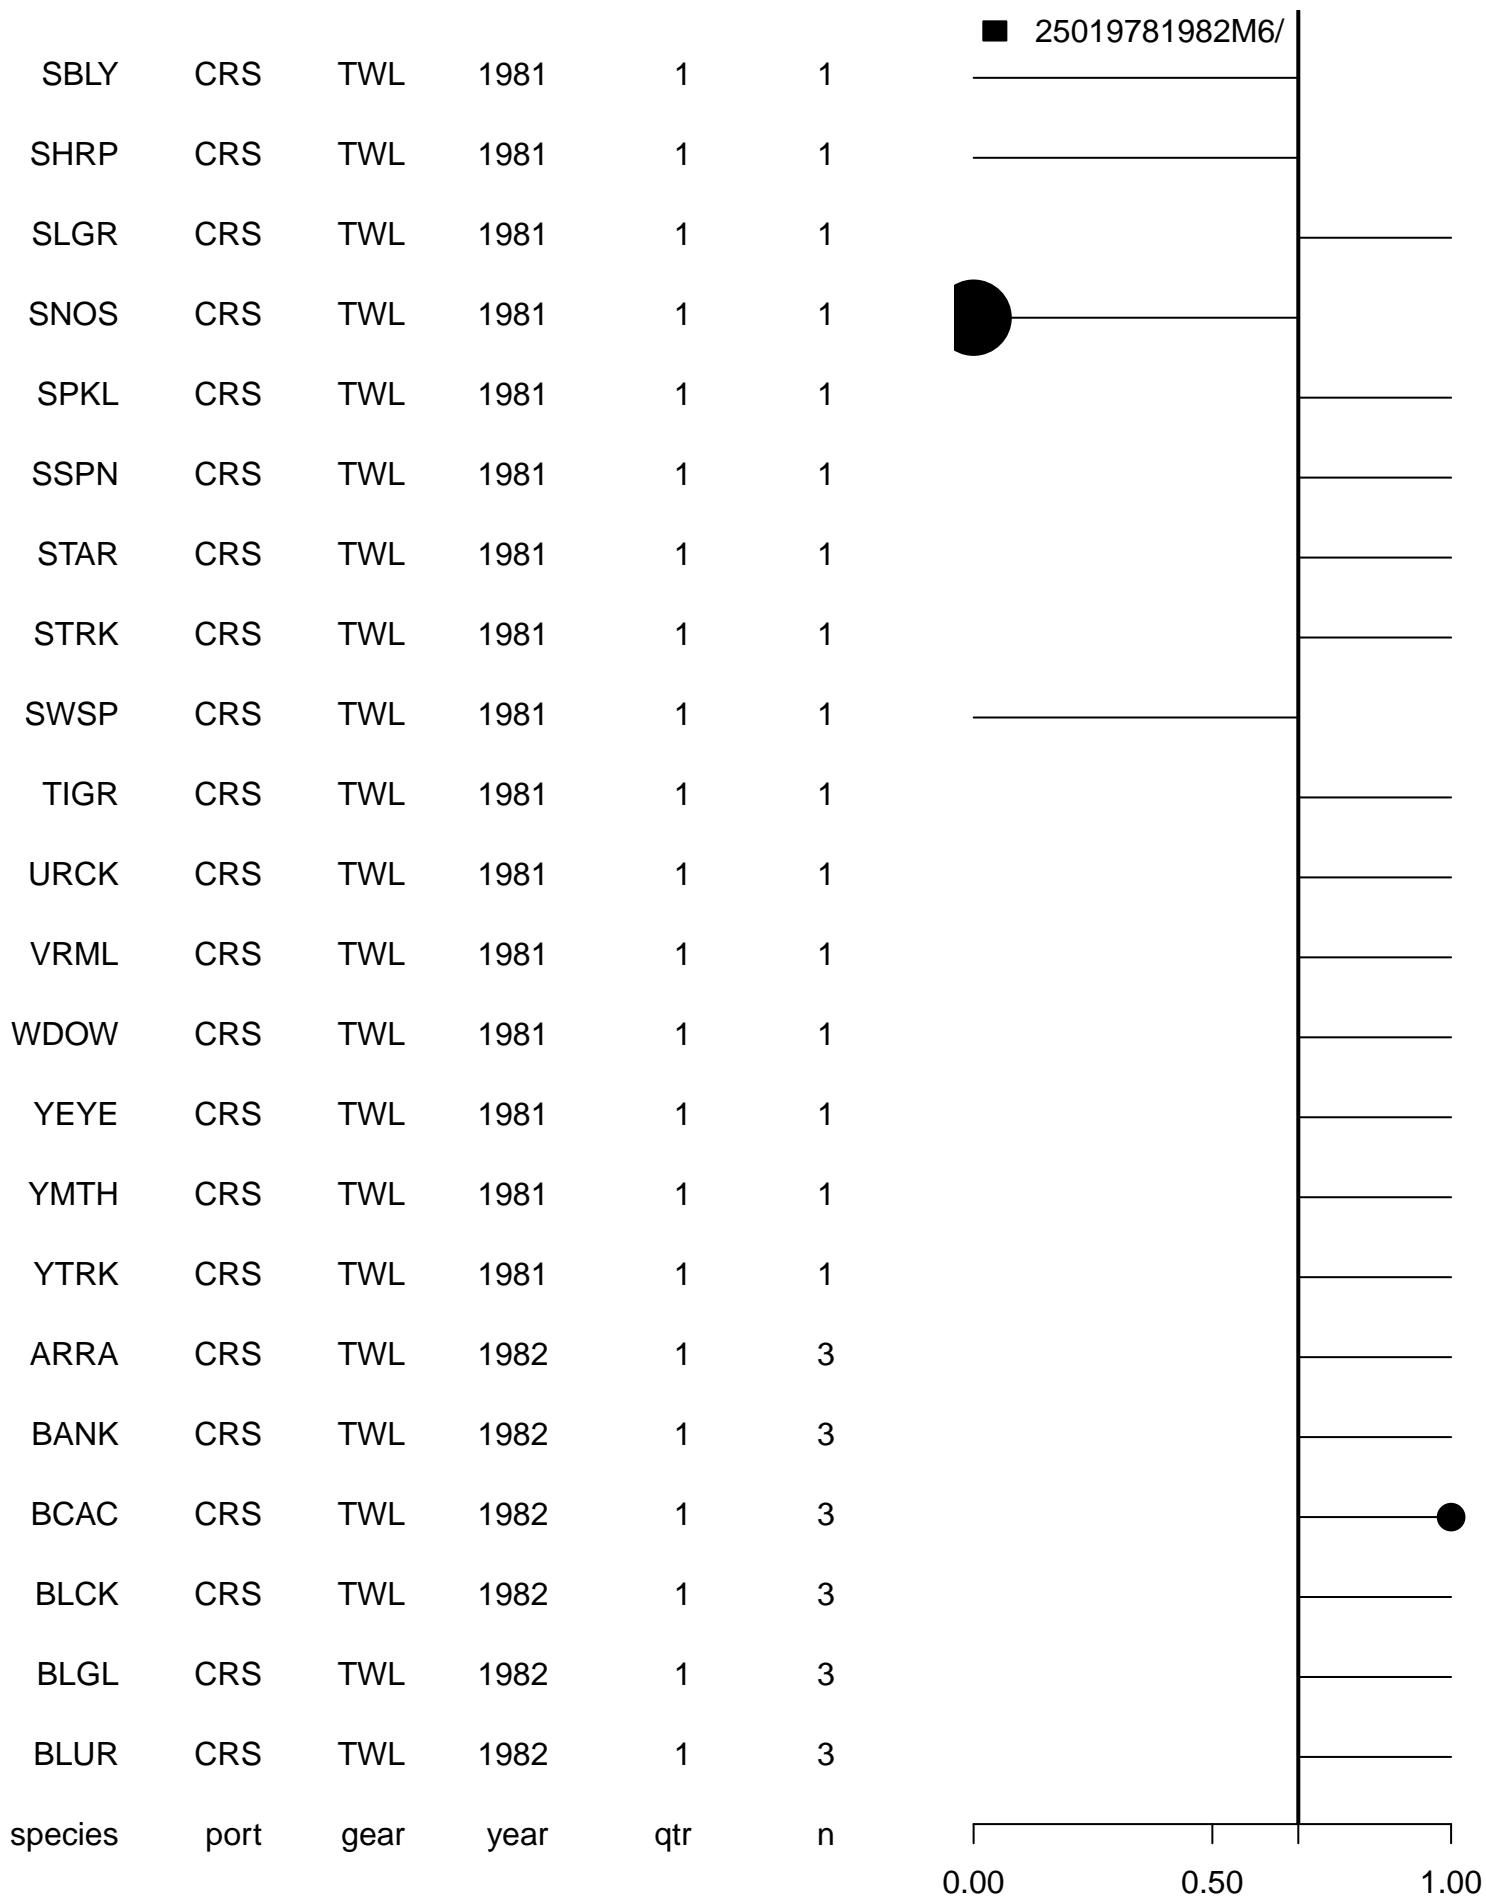 25019781982M6/
SBLY CRS TWL 1981 1 1
SHRP CRS TWL 1981 1 1
SLGR CRS TWL 1981 1 1
SNOS CRS TWL 1981 1 1
SPKL CRS TWL 1981 1 1
SSPN CRS TWL 1981 1 1
STAR CRS TWL 1981 1 1
STRK CRS TWL 1981 1 1
SWSP CRS TWL 1981 1 1
TIGR CRS TWL 1981 1 1
URCK CRS TWL 1981 1 1
VRML CRS TWL 1981 1 1
WDOW CRS TWL 1981 1 1
YEYE CRS TWL 1981 1 1
YMTH CRS TWL 1981 1 1
YTRK CRS TWL 1981 1 1
ARRA CRS TWL 1982 1 3
BANK CRS TWL 1982 1 3
BCAC CRS TWL 1982 1 3
BLCK CRS TWL 1982 1 3
BLGL CRS TWL 1982 1 3
BLUR CRS TWL 1982 1 3
species port gear year qtr n
0.00 0.50 1.00